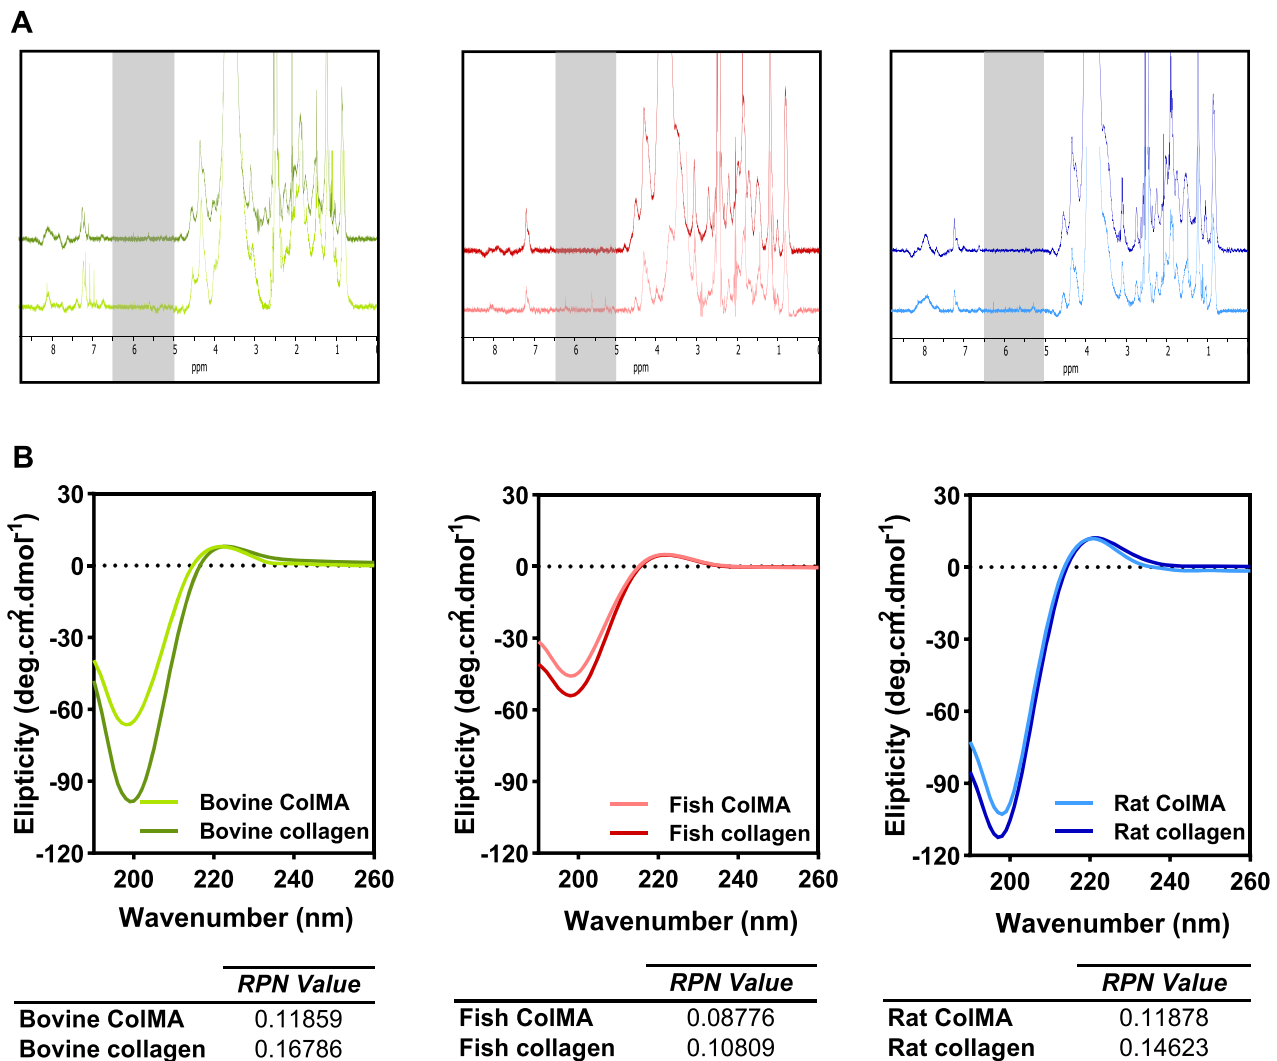 A
8 7 6 5 4 3 2 1
ppm
8 7 6 5 4 3 2 1
ppm
8 7 6 5 4 3 2 1
ppm
B
30
0
-30
-60
-90
-120
200 220 240 260
Elipticity (deg.cm2.dmol-1)
Wavenumber (nm)
Bovine ColMA
Bovine collagen
30
0
-30
-60
-90
-120
200 220 240 260
Elipticity (deg.cm2.dmol-1)
Wavenumber (nm)
Fish ColMA
Fish collagen
30
0
-30
-60
-90
-120
200 220 240 260
Elipticity (deg.cm2.dmol-1)
Wavenumber (nm)
Rat ColMA
Rat collagen
RPN Value
Bovine ColMA 0.11859
Bovine collagen 0.16786
RPN Value
Fish ColMA 0.08776
Fish collagen 0.10809
RPN Value
Rat ColMA 0.11878
Rat collagen 0.14623